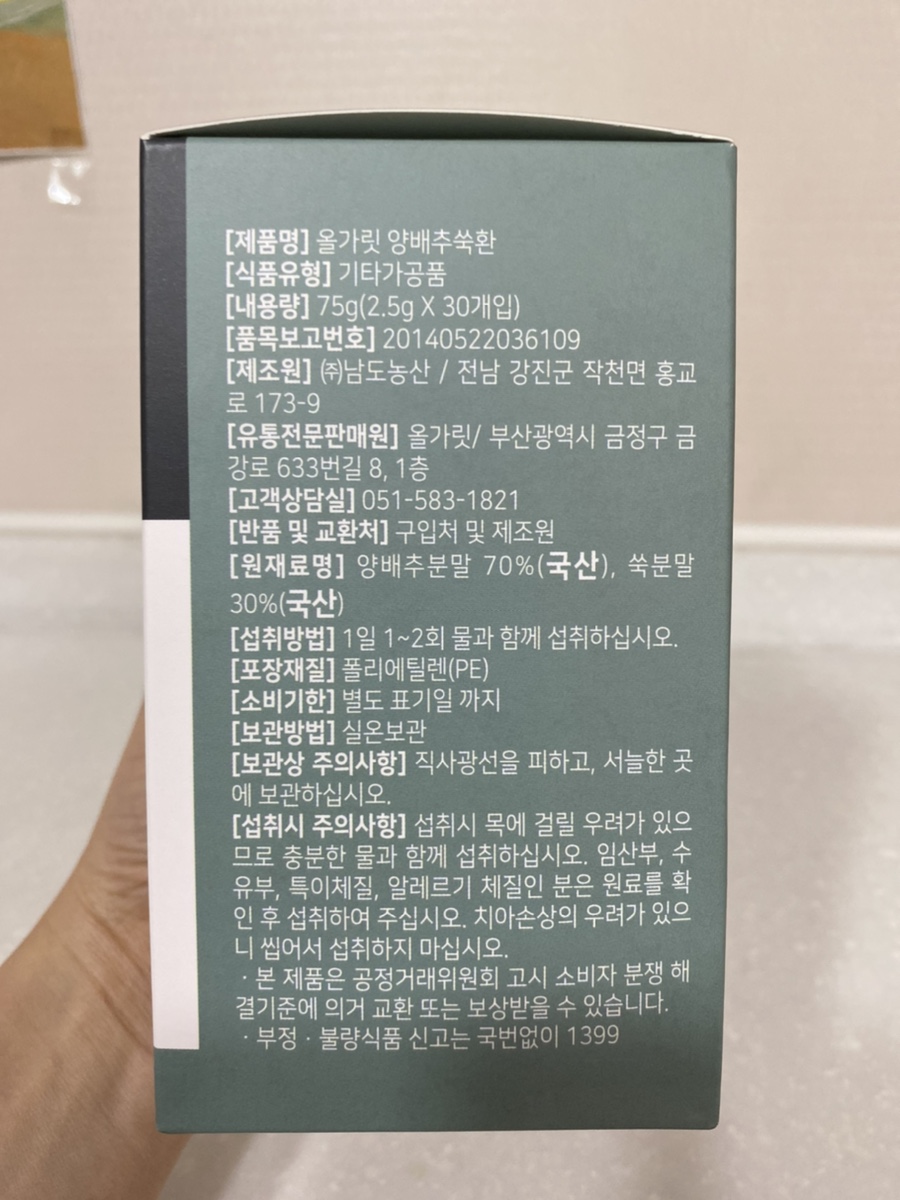 [제품명] 올가릿 양배추쑥환
[식품유형] 기타가공품
[내용량] 75g(2.5g X 30개입)
[품목보고번호] 20140522036109
[제조원] ㈜남도농산 / 전남 강진군 작천면 홍교
로 173-9
[유통전문판매원] 올가릿/ 부산광역시 금정구 금
강로 633번길 8, 1층
[고객상담실] 051-583-1821
[반품 및 교환처] 구입처 및 제조원
[원재료명] 양배추분말 70%(국산), 쑥분말
30%(국산)
[섭취방법] 1일 1~2회 물과 함께 섭취하십시오.
[포장재질] 폴리에틸렌(PE)
[소비기한] 별도 표기일 까지
[보관방법] 실온보관
[보관상 주의사항] 직사광선을 피하고, 서늘한 곳
에 보관하십시오.
[섭취시 주의사항] 섭취시 목에 걸릴 우려가 있으
므로 충분한 물과 함께 섭취하십시오. 임산부, 수
유부, 특이체질, 알레르기 체질인 분은 원료를 확
인 후 섭취하여 주십시오. 치아손상의 우려가 있으
니 씹어서 섭취하지 마십시오.
· 본 제품은 공정거래위원회 고시 소비자 분쟁 해
결기준에 의거 교환 또는 보상받을 수 있습니다.
· 부정 · 불량식품 신고는 국번없이 1399